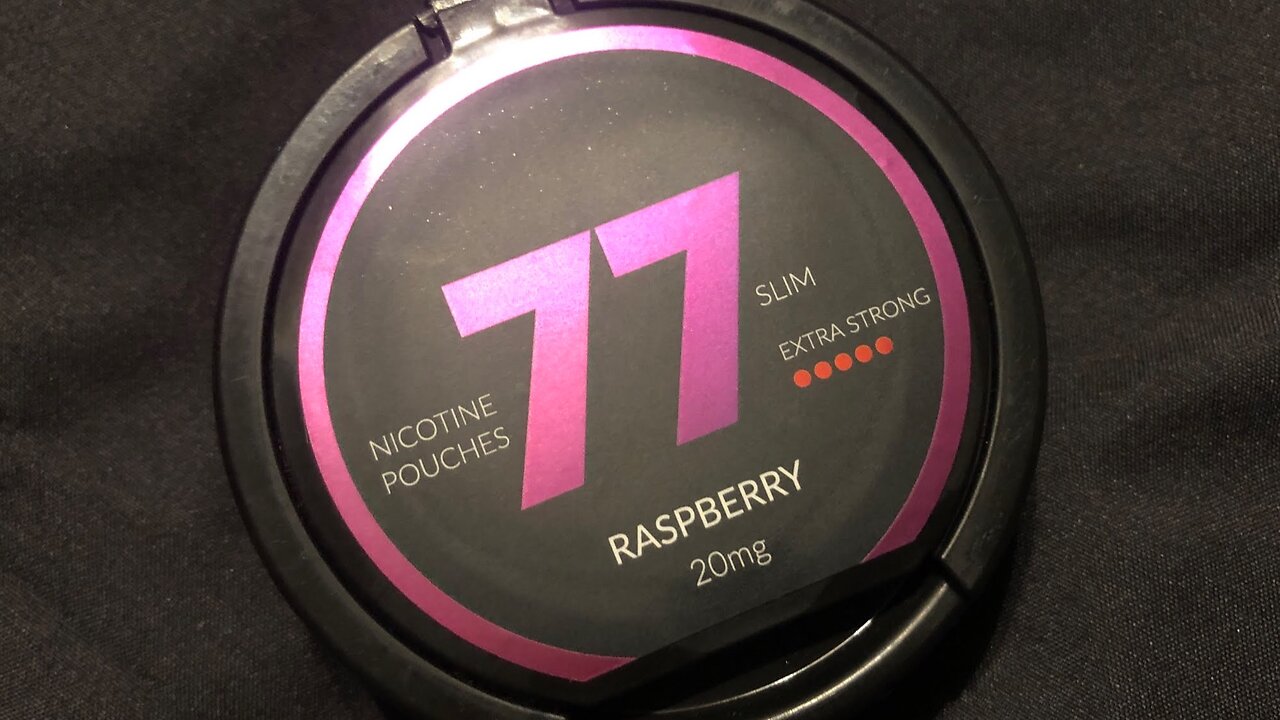 77
SLIM
EXTRA STRONG
NICOTINE
POUCHES
RASPBERRY
20mg